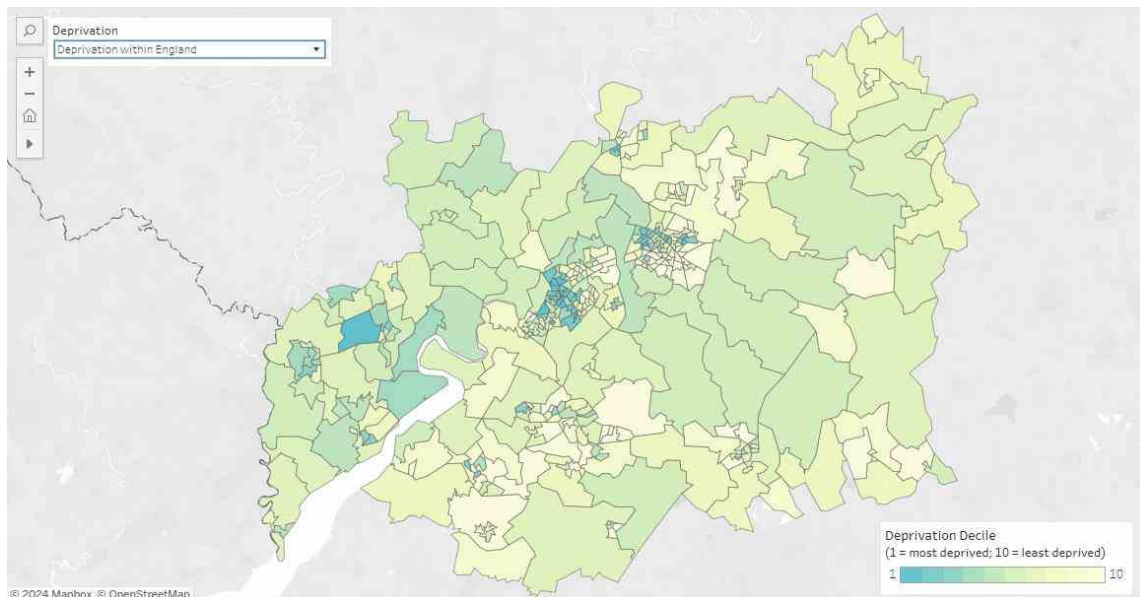 Deprivation
Deprivation within England
Deprivation Decile
(1 = most deprived; 10 = least deprived)
1 10
© 2024 Mapbox © OpenStreetMap